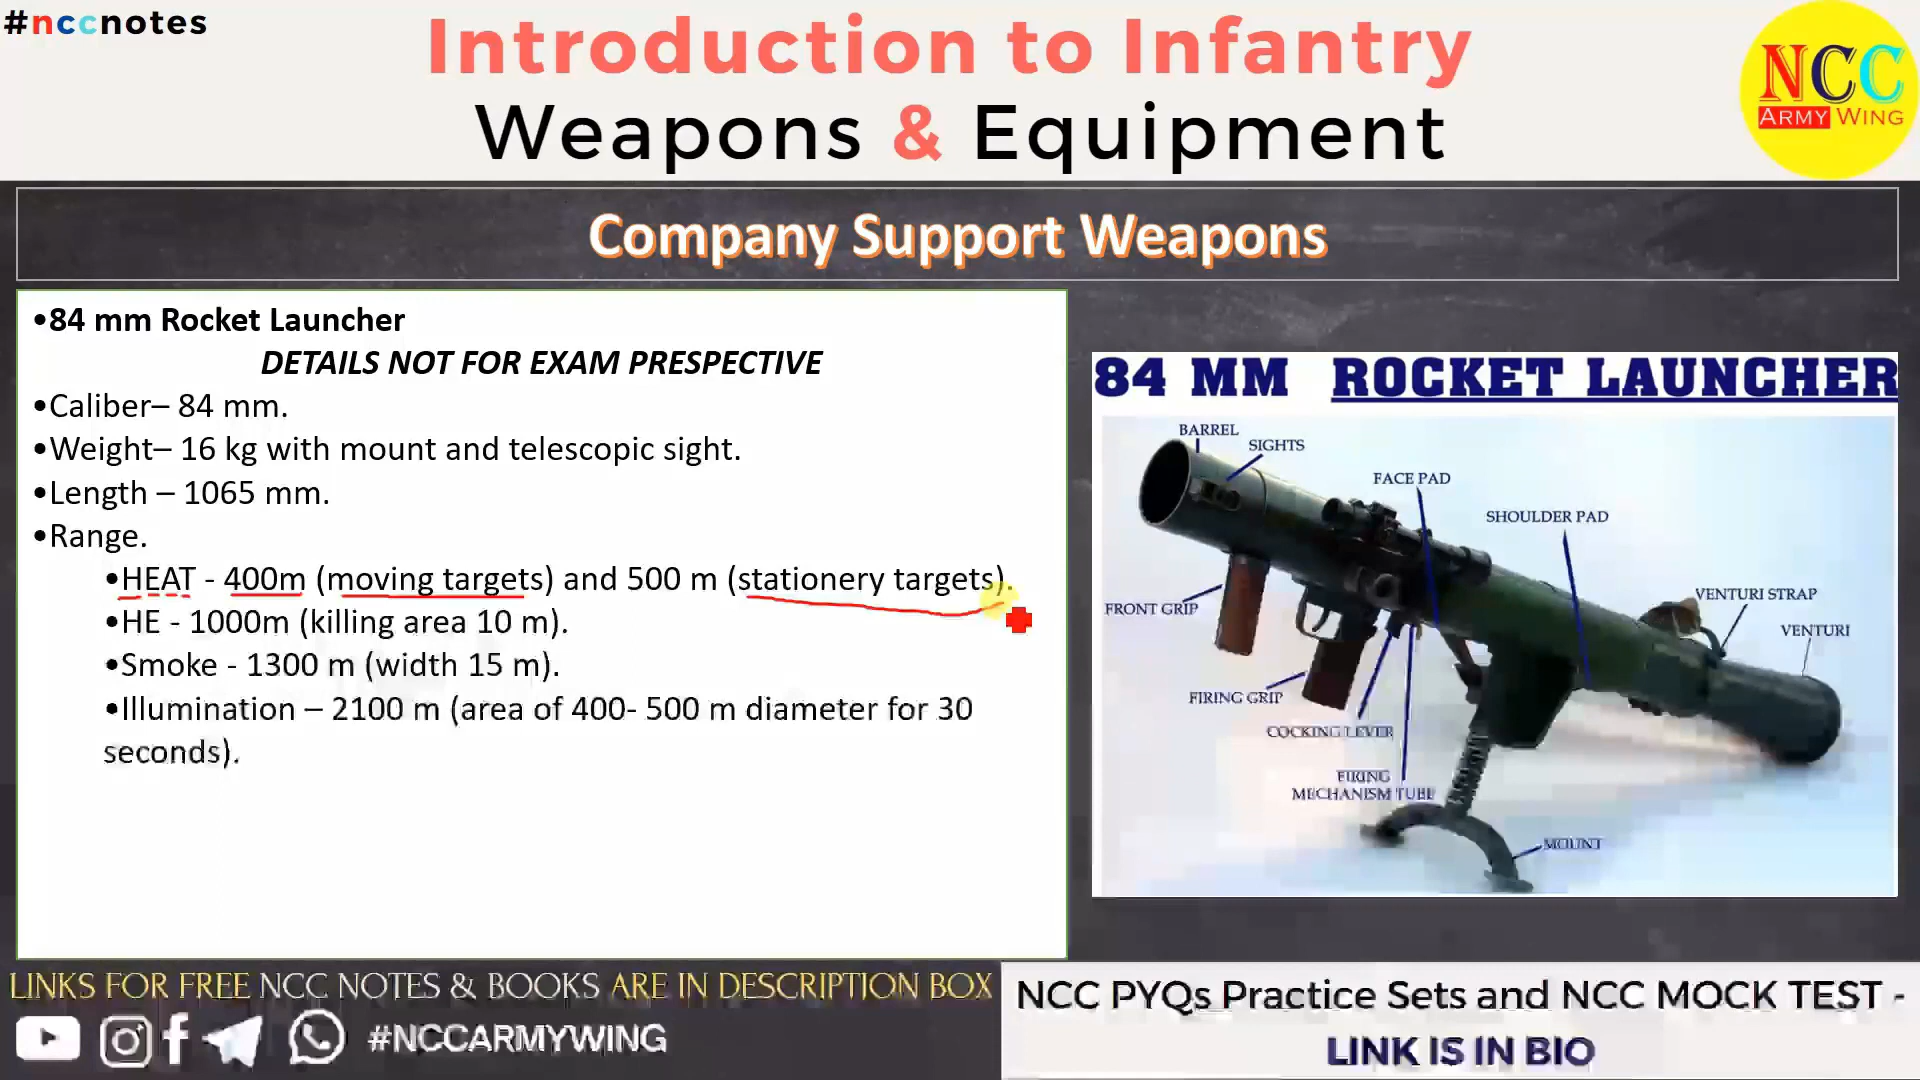 #nccnotes
Introduction to Infantry
Weapons & Equipment
NCC
ARMY WING
Company Support Weapons
•84 mm Rocket Launcher
DETAILS NOT FOR EXAM PRESPECTIVE
•Caliber– 84 mm.
•Weight– 16 kg with mount and telescopic sight.
•Length – 1065 mm.
•Range.
•HEAT - 400m (moving targets) and 500 m (stationery targets).
•HE - 1000m (killing area 10 m).
•Smoke - 1300 m (width 15 m).
•Illumination – 2100 m (area of 400- 500 m diameter for 30
seconds).
84 MM ROCKET LAUNCHER
BARREL
SIGHTS
FACE PAD
SHOULDER PAD
VENTURI STRAP
VENTURI
FRONT GRIP
FIRING GRIP
COCKING LEVER
FIRING
MECHANISM TUBE
MOUNT
LINKS FOR FREE NCC NOTES & BOOKS ARE IN DESCRIPTION BOX
#NCCARMYWING
NCC PYQs Practice Sets and NCC MOCK TEST -
LINK IS IN BIO